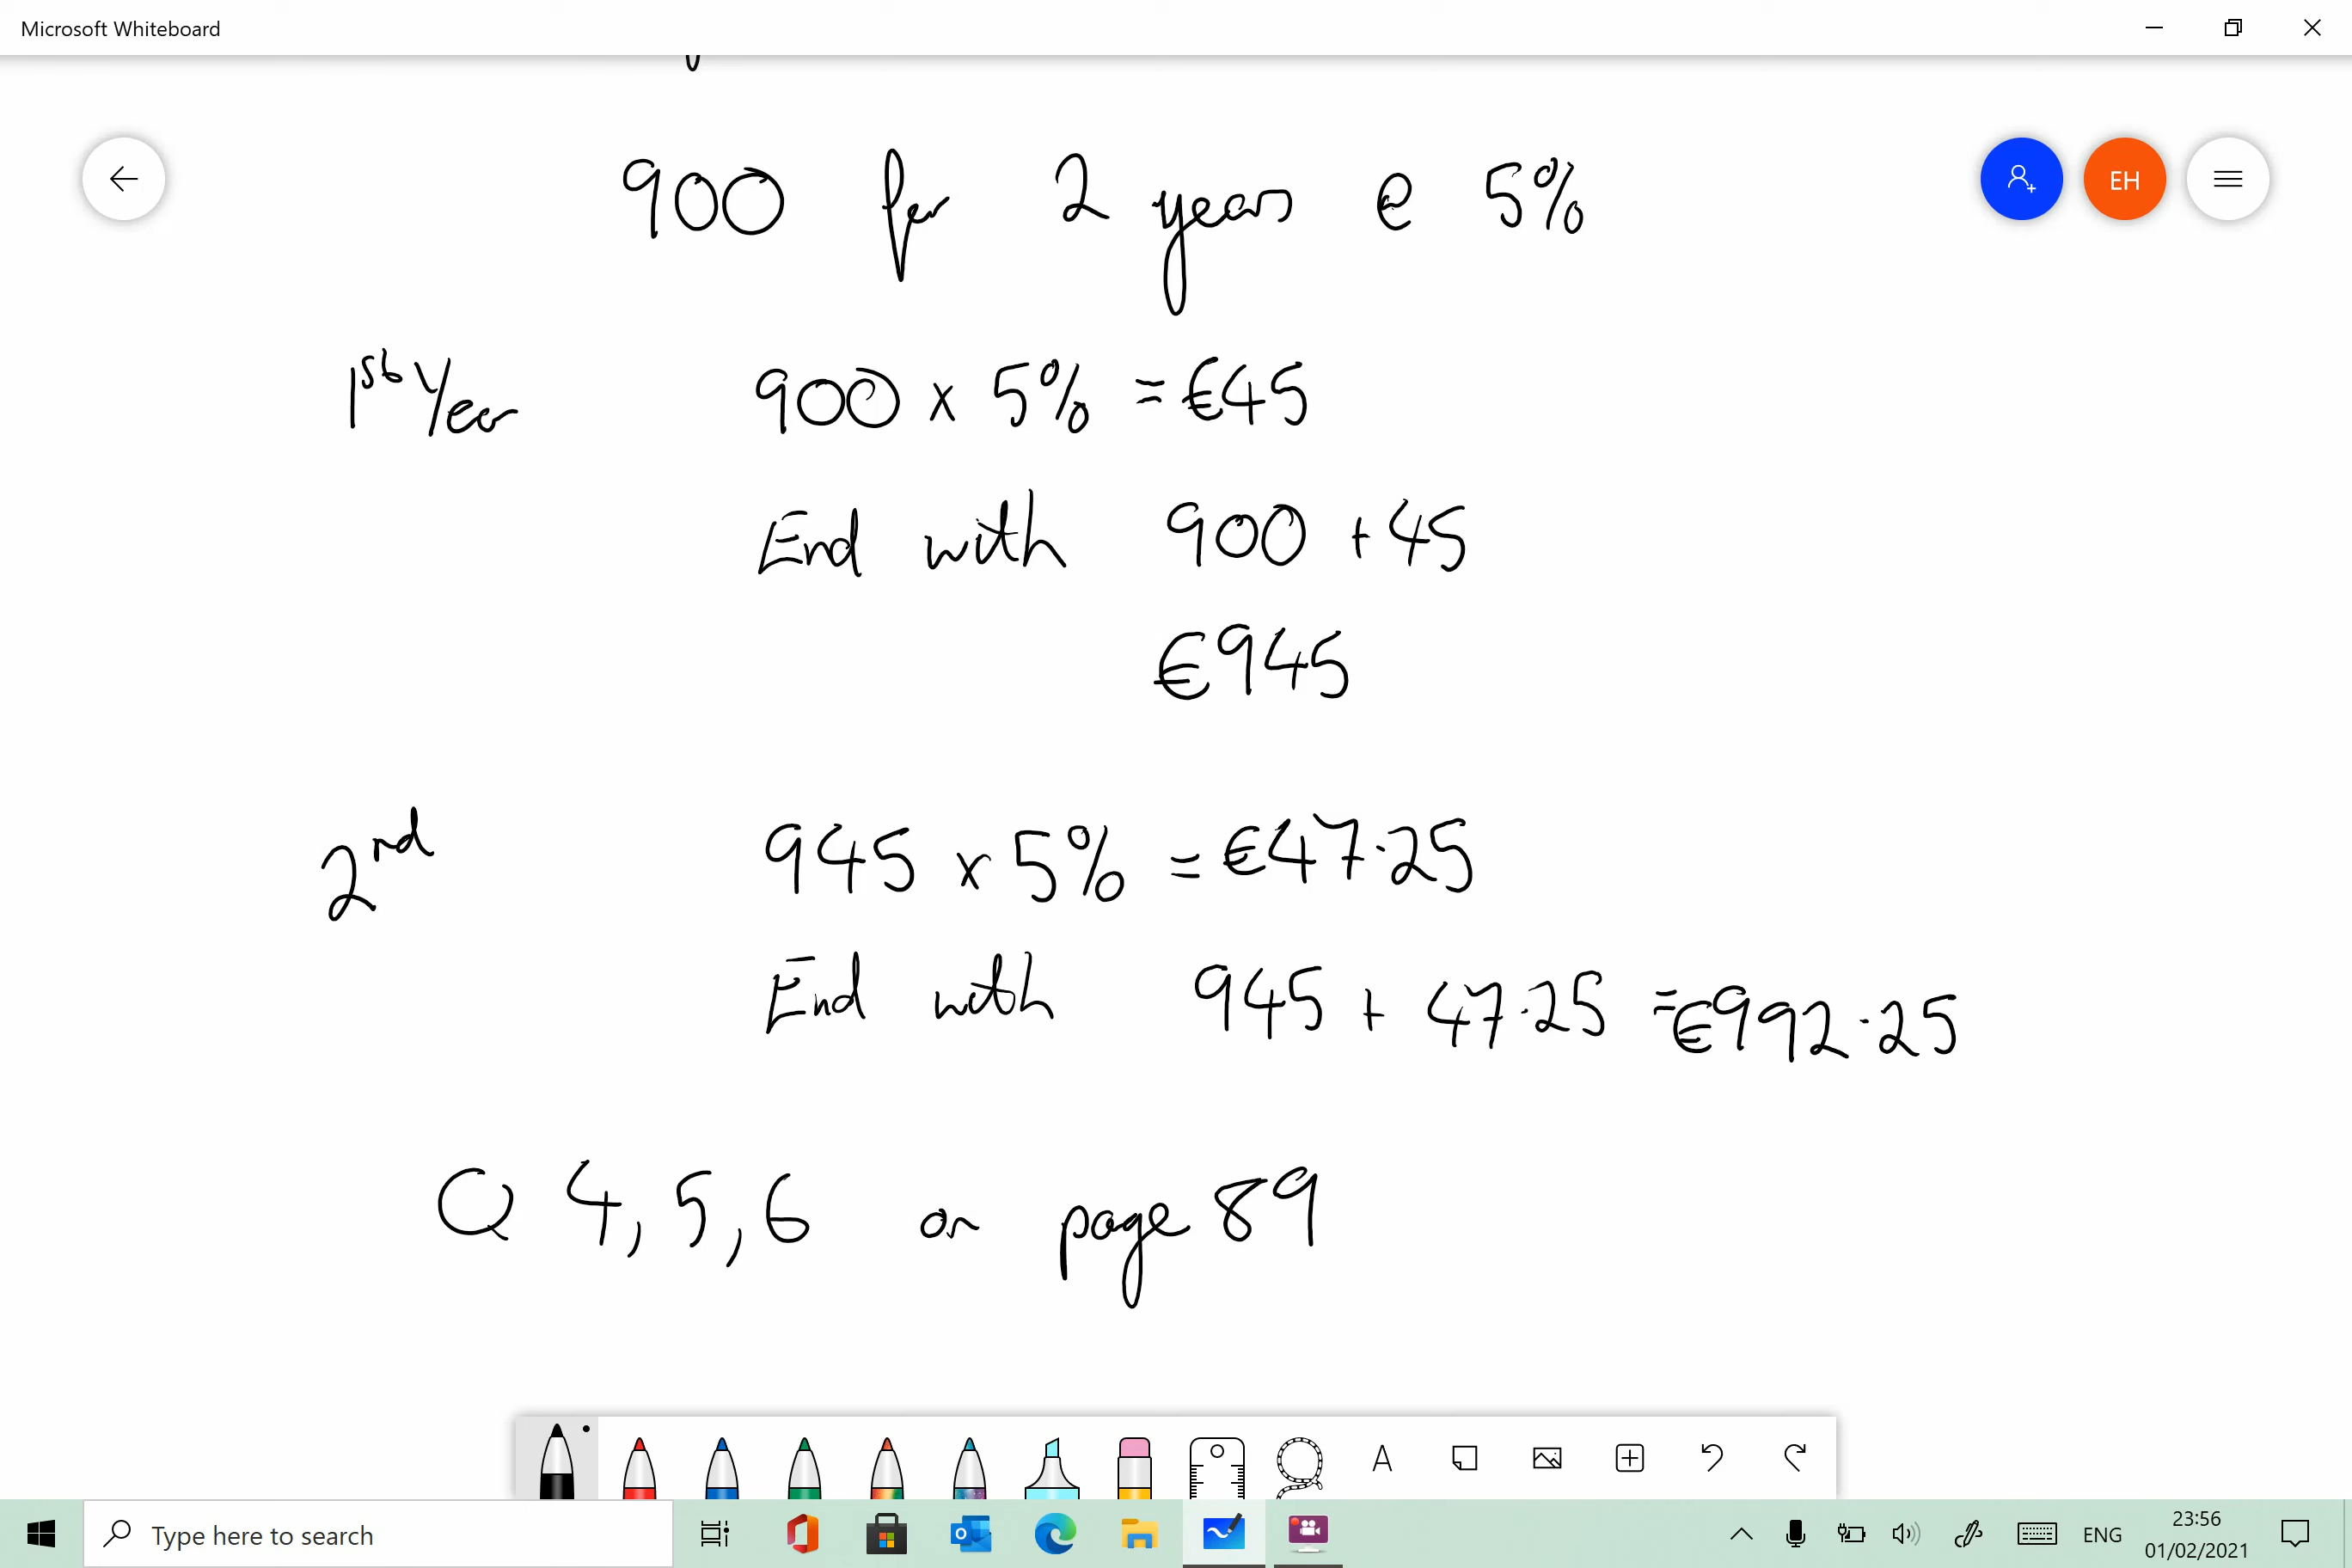 Microsoft Whiteboard
900 for 2 years @ 5%
EH
1st Year 900 x 5% = €45
End with 900 + 45
€945
2nd 945 x 5% = €47.25
End with 945 + 47.25 = €992.25
Q 4, 5, 6 on page 89
A
Type here to search
ENG
23:56
01/02/2021